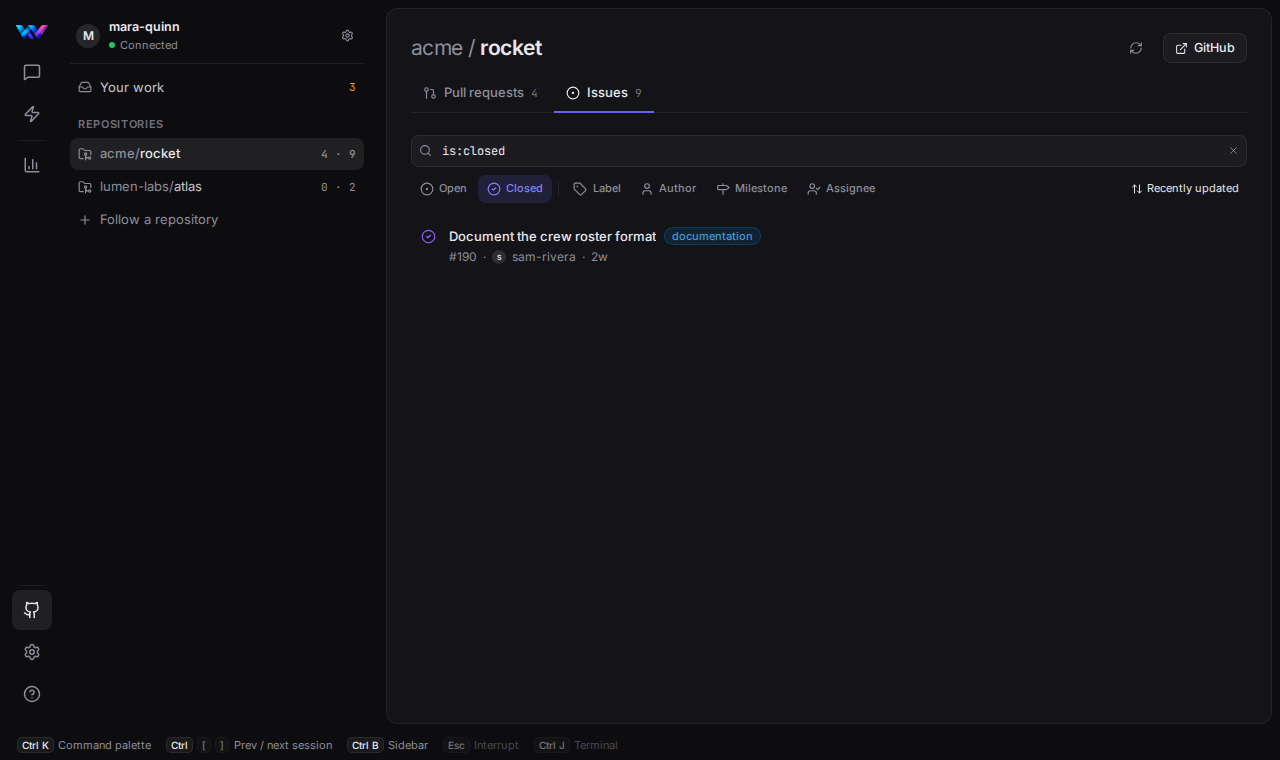 M
mara-quinn
Connected
Your work 3
REPOSITORIES
acme/rocket 4 · 9
lumen-labs/atlas 0 · 2
Follow a repository
acme / rocket
GitHub
Pull requests 4 Issues 9
is:closed
Open Closed Label Author Milestone Assignee Recently updated
Document the crew roster format documentation
#190 · S sam-rivera · 2w
Ctrl K Command palette Ctrl [ ] Prev / next session Ctrl B Sidebar Esc Interrupt Ctrl J Terminal